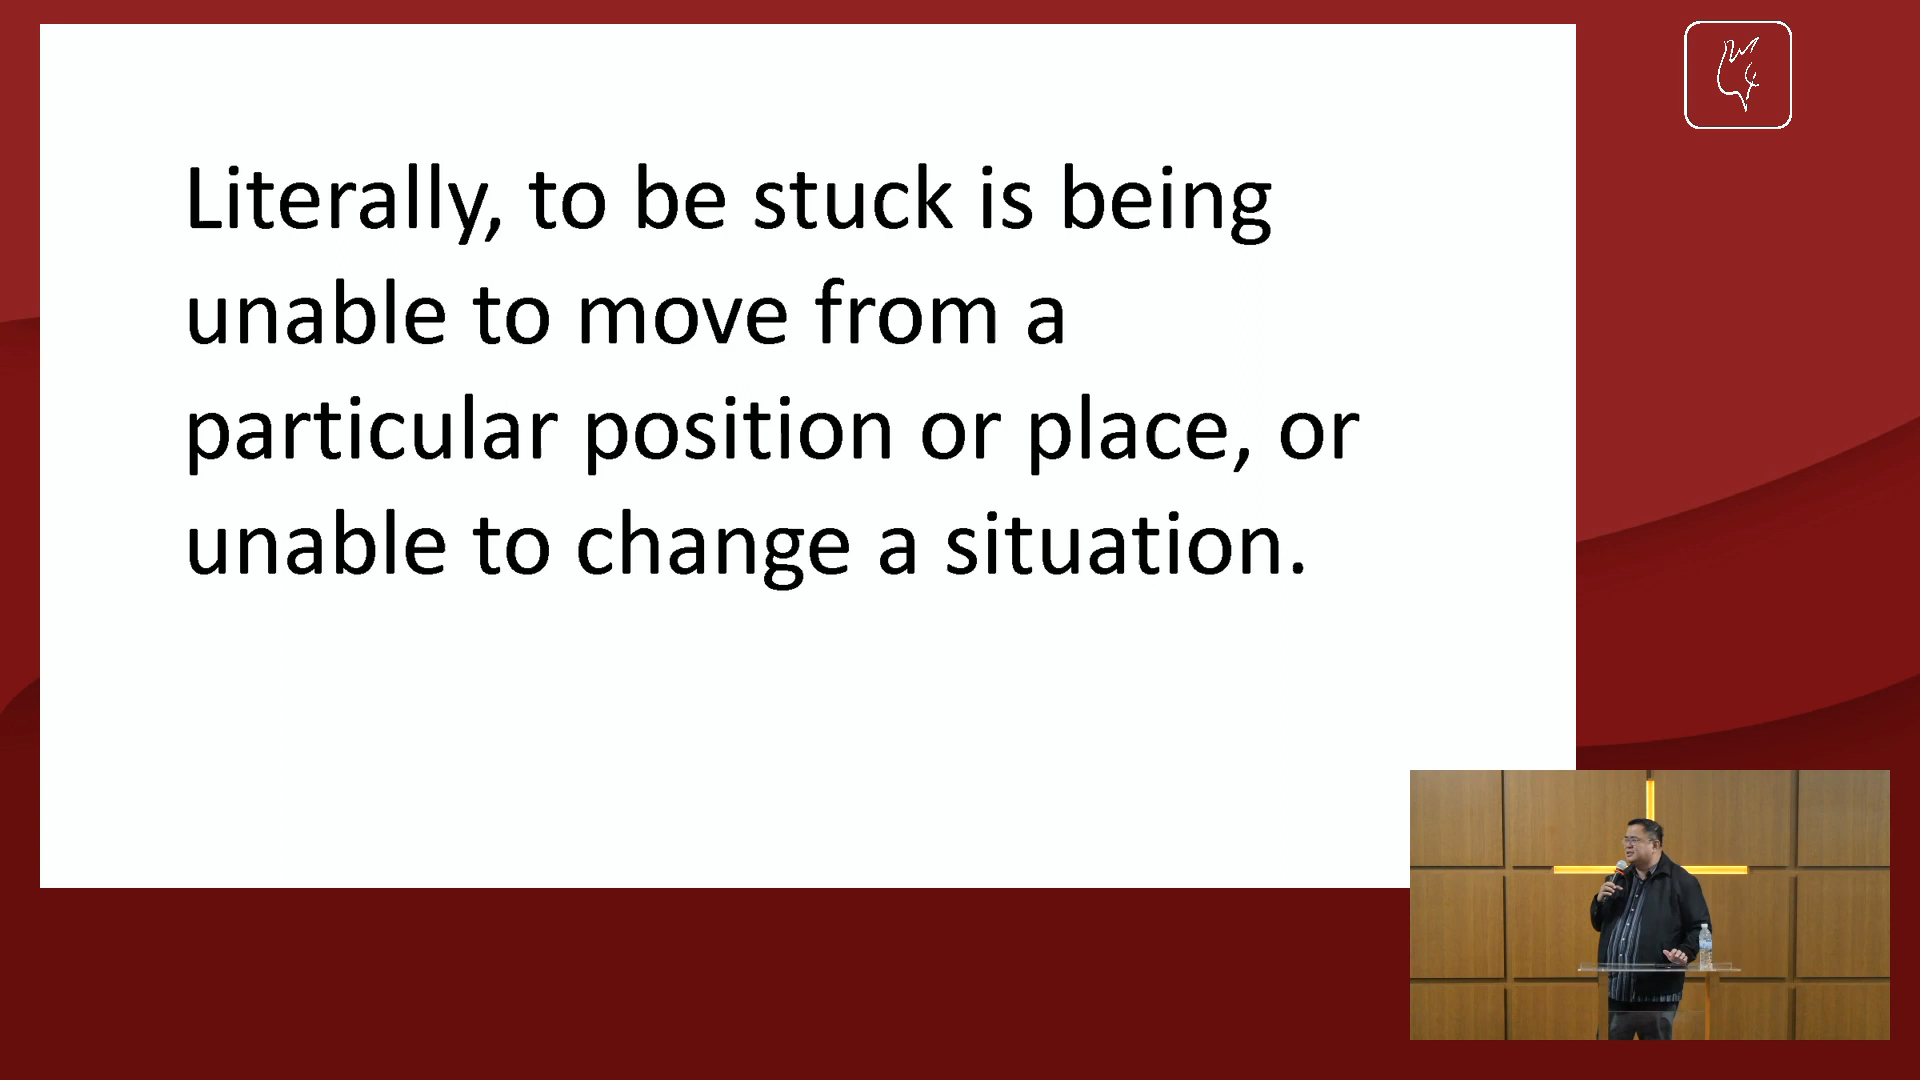 Literally, to be stuck is being
unable to move from a
particular position or place, or
unable to change a situation.